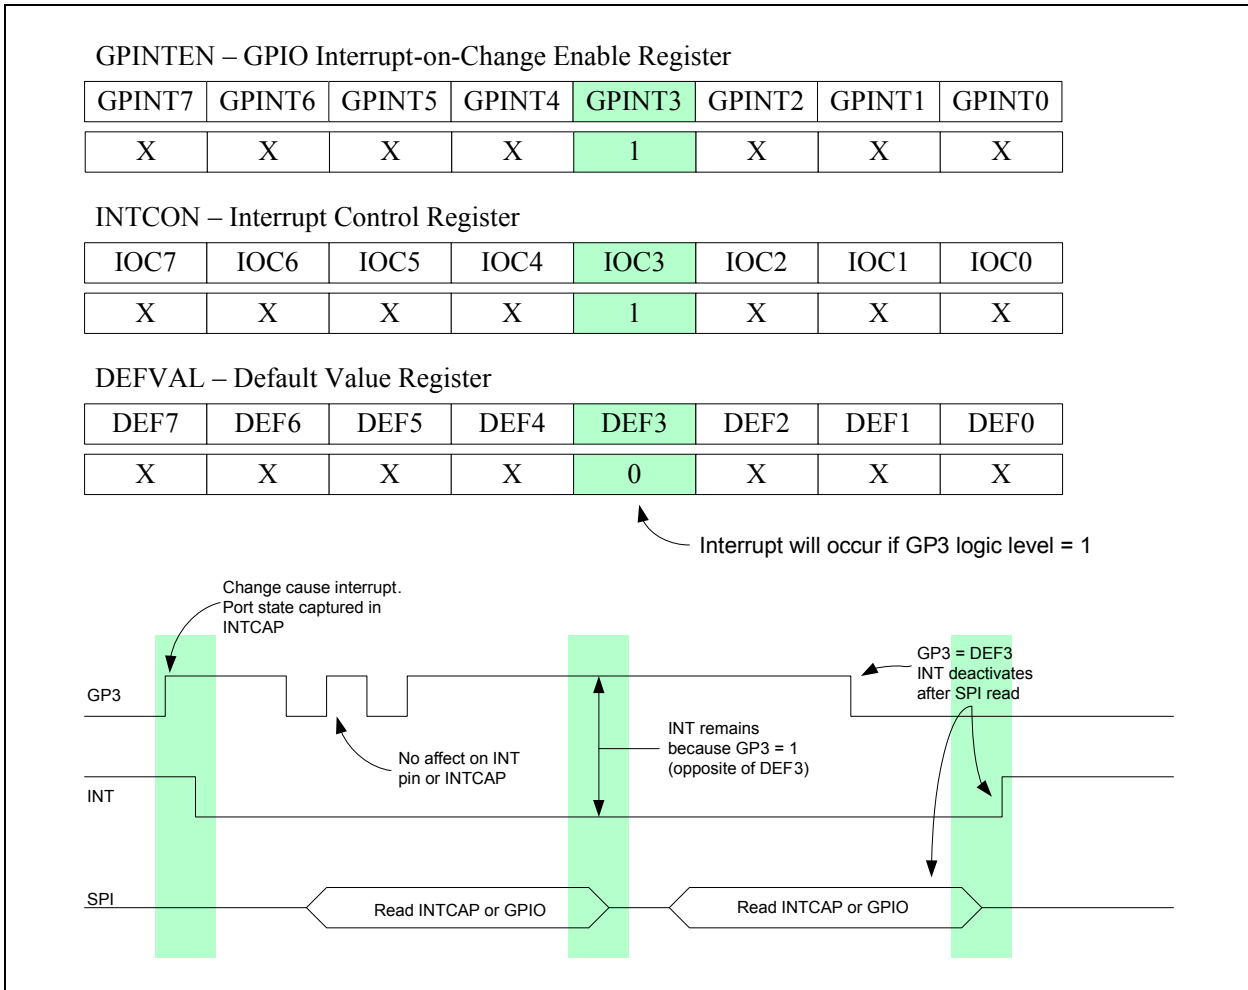 GPINTEN – GPIO Interrupt-on-Change Enable Register
GPINT7 GPINT6 GPINT5 GPINT4 GPINT3 GPINT2 GPINT1 GPINT0
X X X X 1 X X X
INTCON – Interrupt Control Register
IOC7 IOC6 IOC5 IOC4 IOC3 IOC2 IOC1 IOC0
X X X X 1 X X X
DEFVAL – Default Value Register
DEF7 DEF6 DEF5 DEF4 DEF3 DEF2 DEF1 DEF0
X X X X 0 X X X
Interrupt will occur if GP3 logic level = 1
Change cause interrupt.
Port state captured in
INTCAP
GP3 = DEF3
INT deactivates
after SPI read
GP3
No affect on INT
pin or INTCAP
INT remains
because GP3 = 1
(opposite of DEF3)
INT
SPI
Read INTCAP or GPIO
Read INTCAP or GPIO